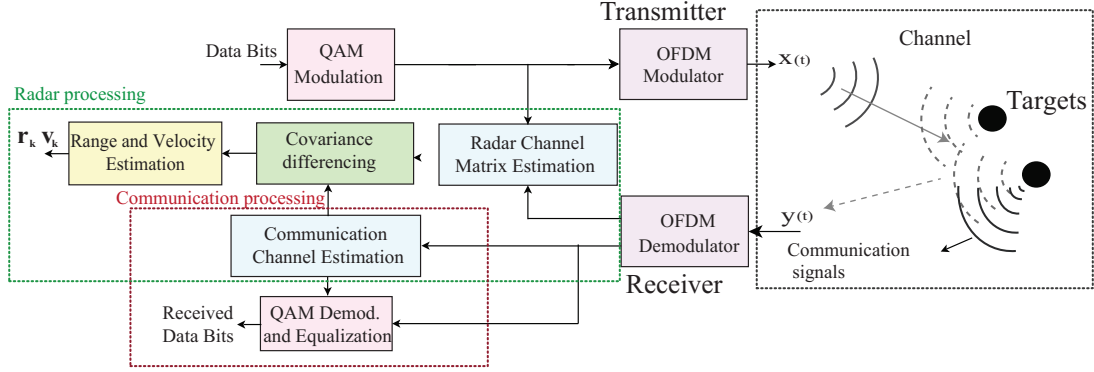 Transmitter
Data Bits
QAM
Modulation
OFDM
Modulator
x(t)
Channel
Targets
Radar processing
r_k v_k
Range and Velocity
Estimation
Covariance
differencing
Radar Channel
Matrix Estimation
Communication processing
Communication
Channel Estimation
OFDM
Demodulator
y(t)
Communication
signals
Receiver
Received
Data Bits
QAM Demod.
and Equalization